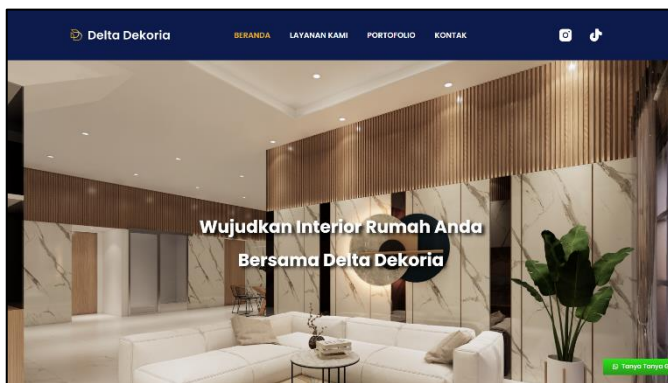 Delta Dekoria
BERANDA LAYANAN KAMI PORTOFOLIO KONTAK
Wujudkan Interior Rumah Anda
Bersama Delta Dekoria
Tanya Tanya